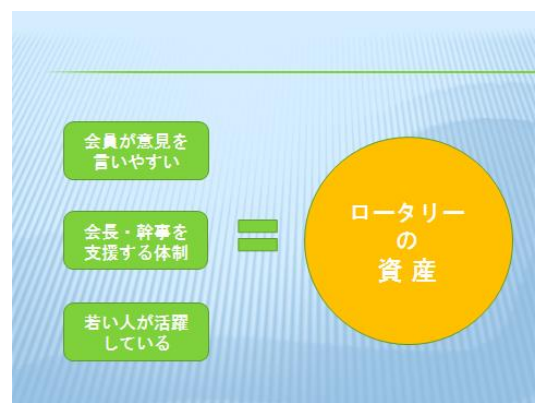 会員が意見を
言いやすい
会長・幹事を
支援する体制
若い人が活躍
している
ロータリー
の
資 産